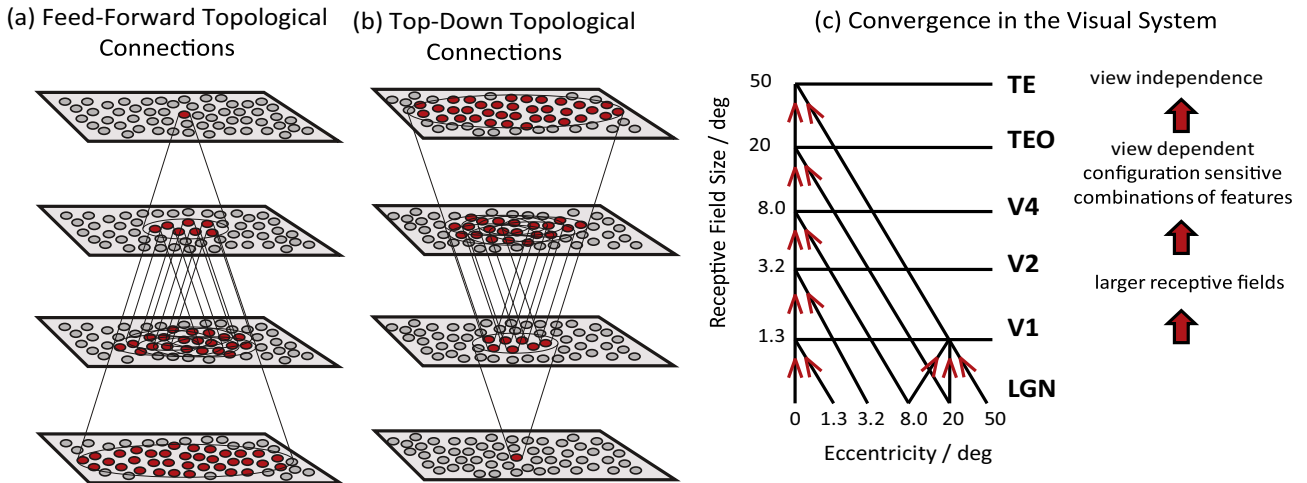 (a) Feed-Forward Topological
Connections
(b) Top-Down Topological
Connections
(c) Convergence in the Visual System
Receptive Field Size / deg
50
20
8.0
3.2
1.3
TE
TEO
V4
V2
V1
LGN
0 1.3 3.2 8.0 20 50
Eccentricity / deg
view independence
view dependent
configuration sensitive
combinations of features
larger receptive fields